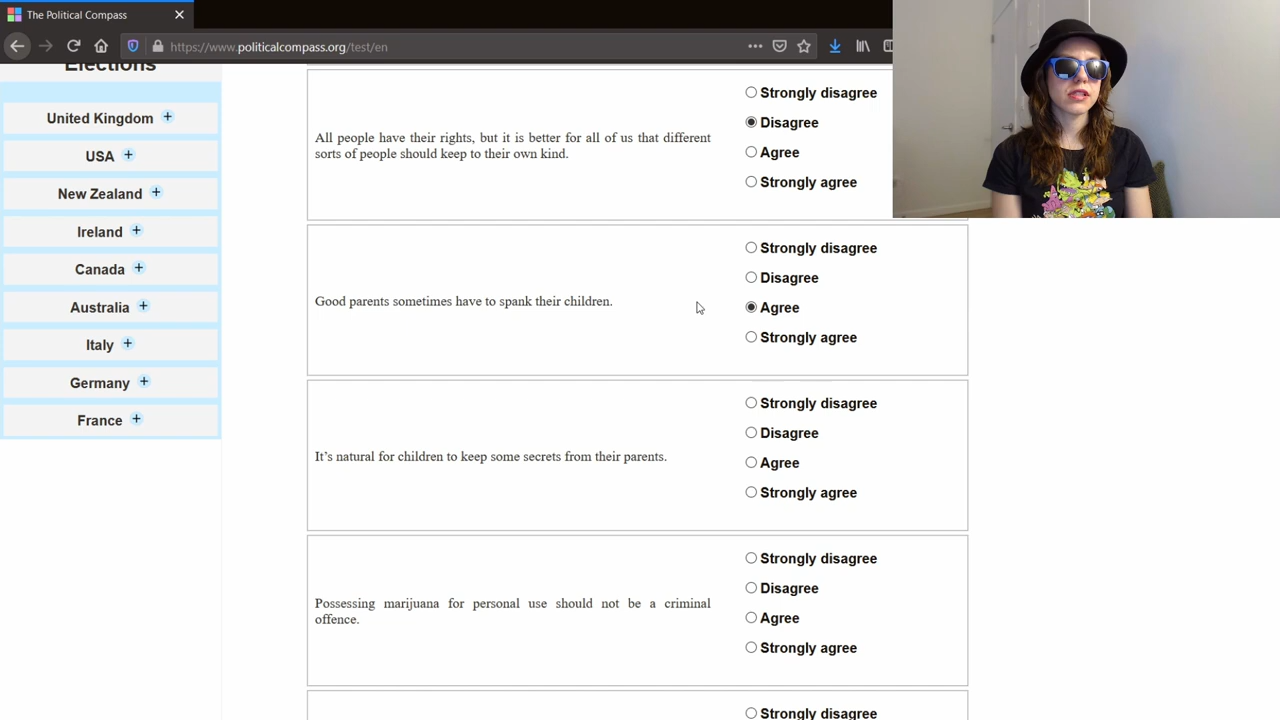 The Political Compass
https://www.politicalcompass.org/test/en
Elections
United Kingdom +
USA +
New Zealand +
Ireland +
Canada +
Australia +
Italy +
Germany +
France +
All people have their rights, but it is better for all of us that different
sorts of people should keep to their own kind.
Strongly disagree
Disagree
Agree
Strongly agree
Good parents sometimes have to spank their children.
Strongly disagree
Disagree
Agree
Strongly agree
It's natural for children to keep some secrets from their parents.
Strongly disagree
Disagree
Agree
Strongly agree
Possessing marijuana for personal use should not be a criminal
offence.
Strongly disagree
Disagree
Agree
Strongly agree
Strongly disagree